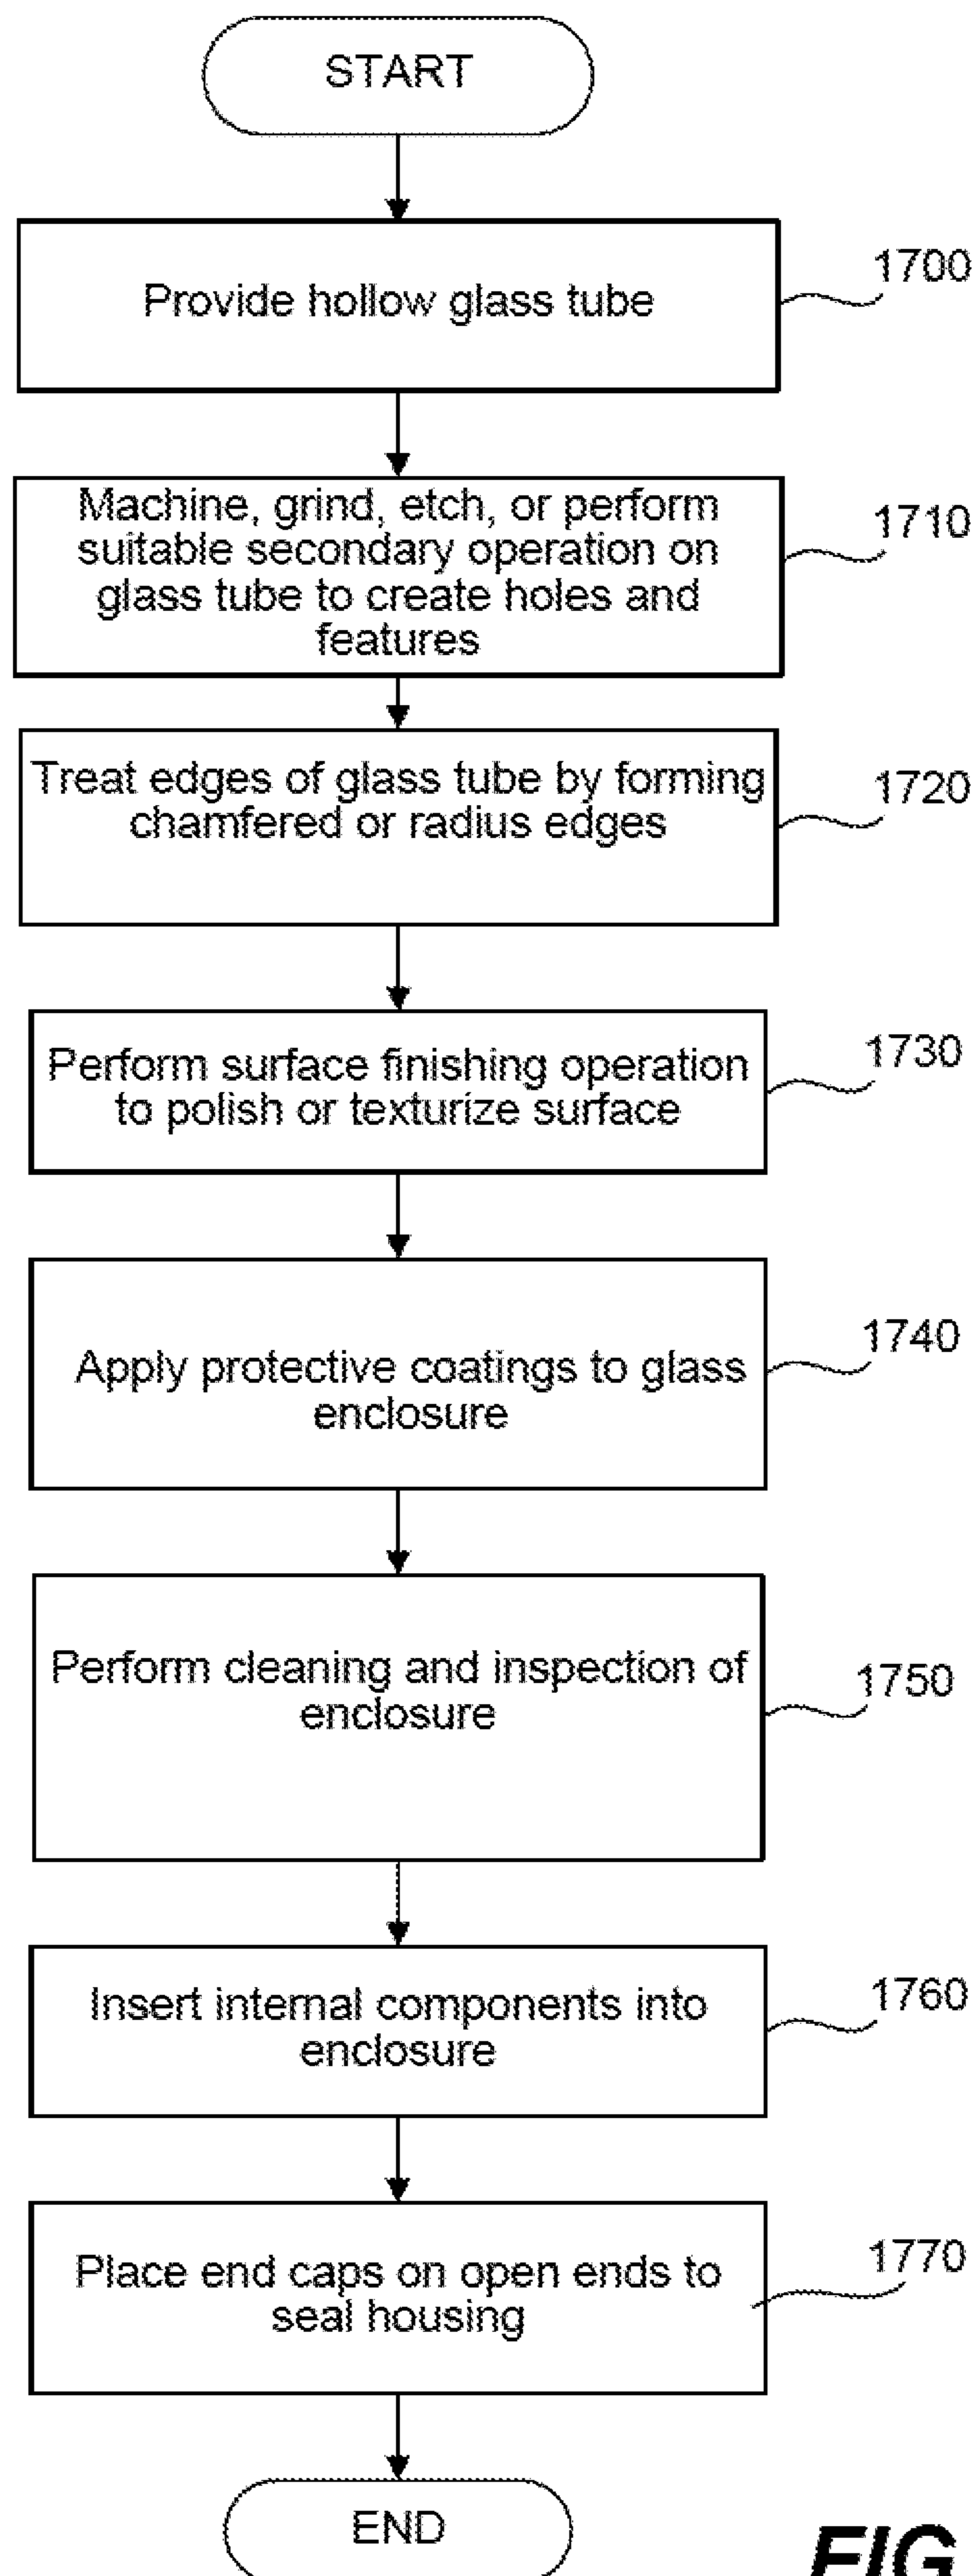 START
Provide hollow glass tube
1700
Machine, grind, etch, or perform
suitable secondary operation on
glass tube to create holes and
features
1710
Treat edges of glass tube by forming
chamfered or radius edges
1720
Perform surface finishing operation
to polish or texturize surface
1730
Apply protective coatings to glass
enclosure
1740
Perform cleaning and inspection of
enclosure
1750
Insert internal components into
enclosure
1760
Place end caps on open ends to
seal housing
1770
END
FIG